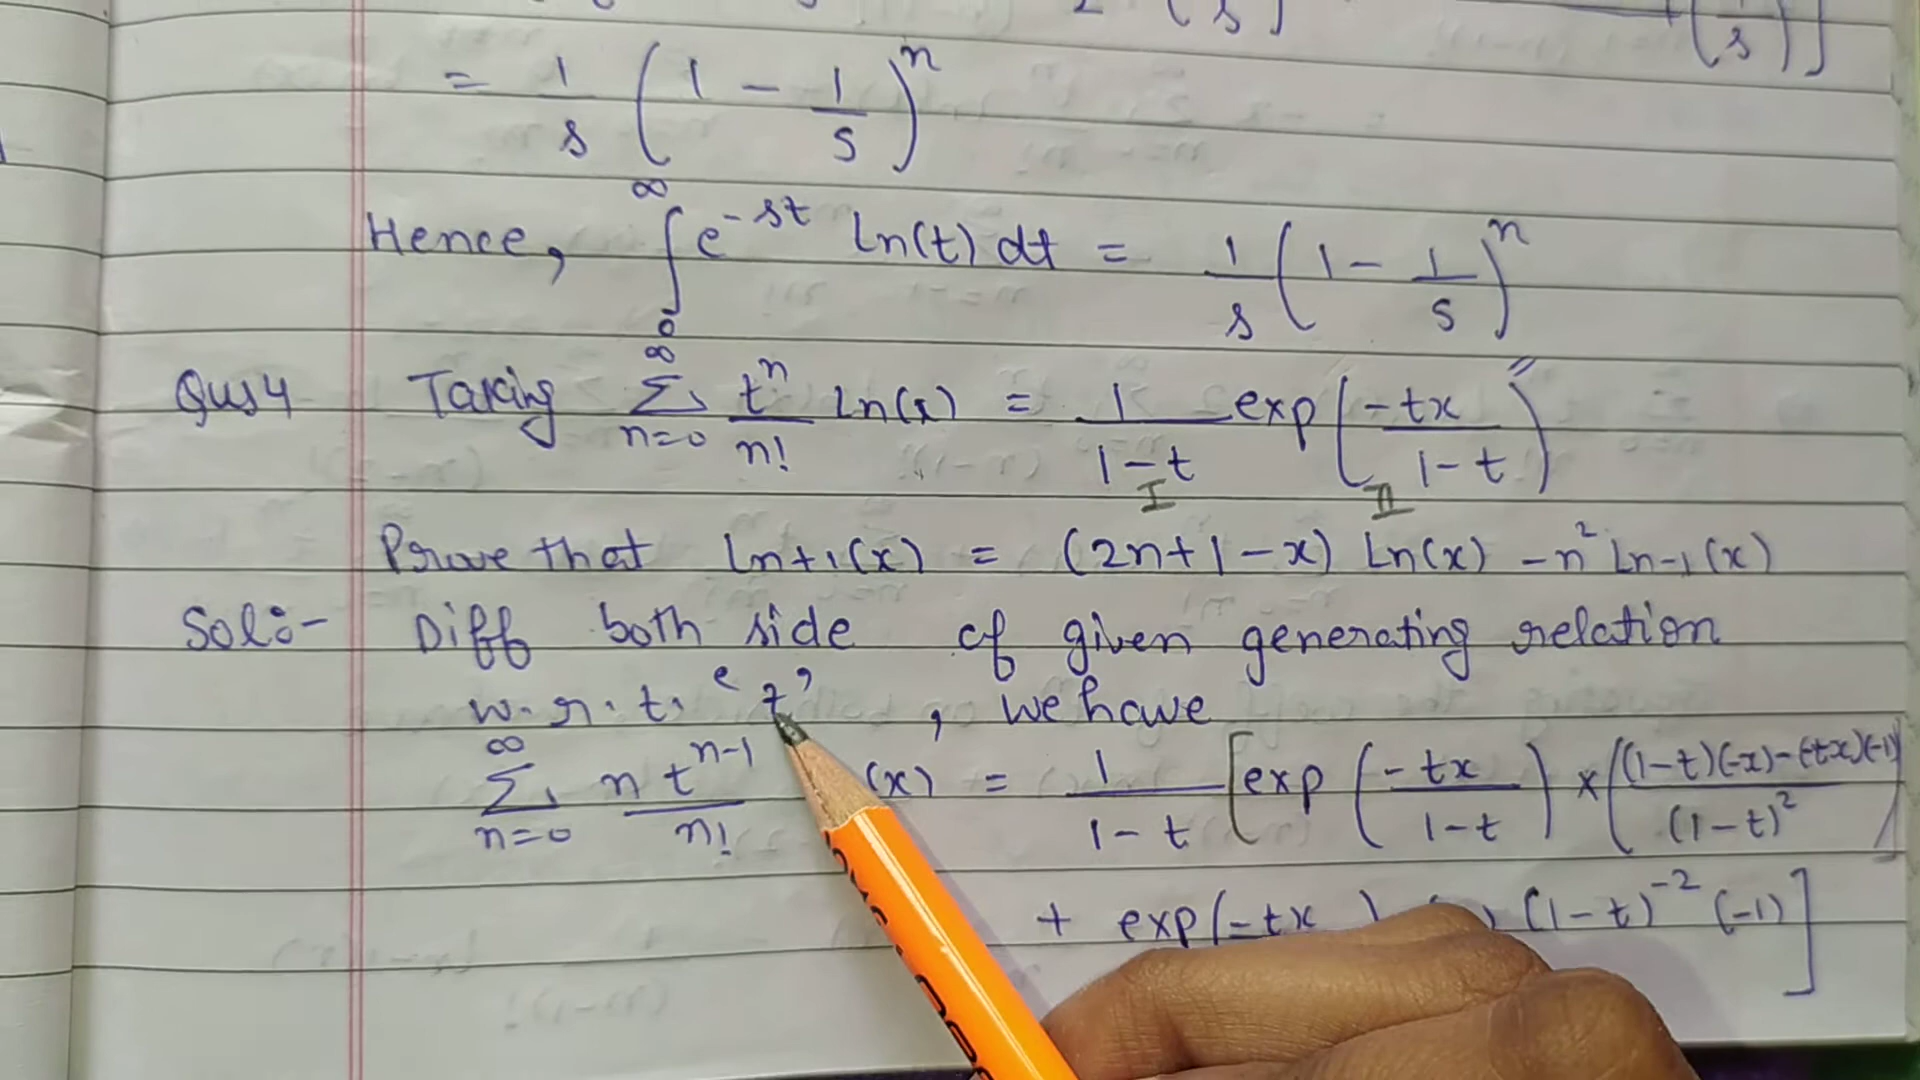 = 1/s (1 - 1/s)^n
Hence, ∫_0^∞ e^{-st} Ln(t) dt = 1/s (1 - 1/s)^n
Qus4 Taking ∑_{n=0}^∞ t^n/n! Ln(x) = 1/(1-t) exp(-tx/(1-t))
I II
Prove that Ln+1(x) = (2n+1-x) Ln(x) - n² Ln-1(x)
Sol:- Diff both side of given generating relation
w.r.t. 't', we have
∑_{n=0}^∞ n t^{n-1}/n! (x) = 1/(1-t) [exp(-tx/(1-t)) × ((1-t)(-x)-(-tx)(-1)/(1-t)²)
+ exp(-tx ) (1-t)^{-2} (-1)]